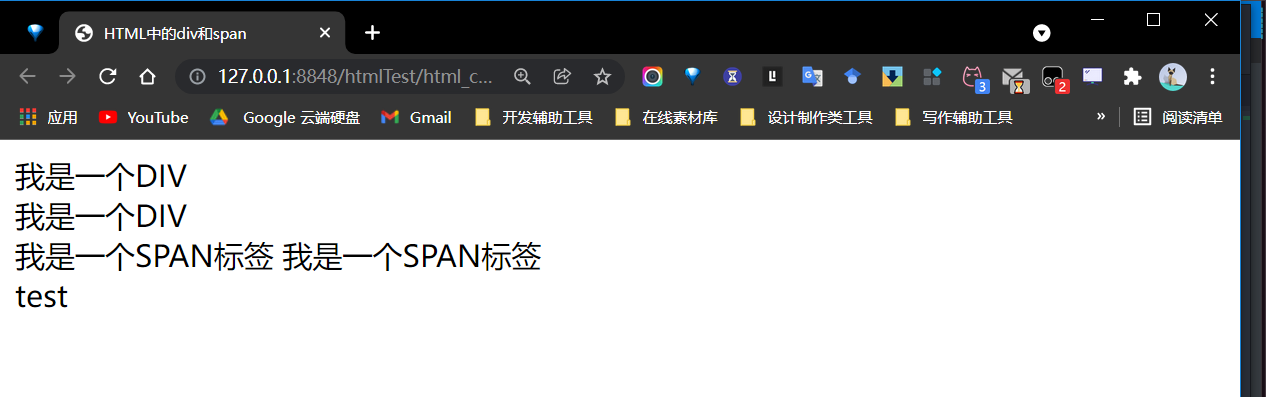 HTML中的div和span
127.0.0.1:8848/htmlTest/html_c...
3
2
应用 YouTube Google 云端硬盘 Gmail 开发辅助工具 在线素材库 设计制作类工具 写作辅助工具 » 阅读清单
我是一个DIV
我是一个DIV
我是一个SPAN标签 我是一个SPAN标签
test